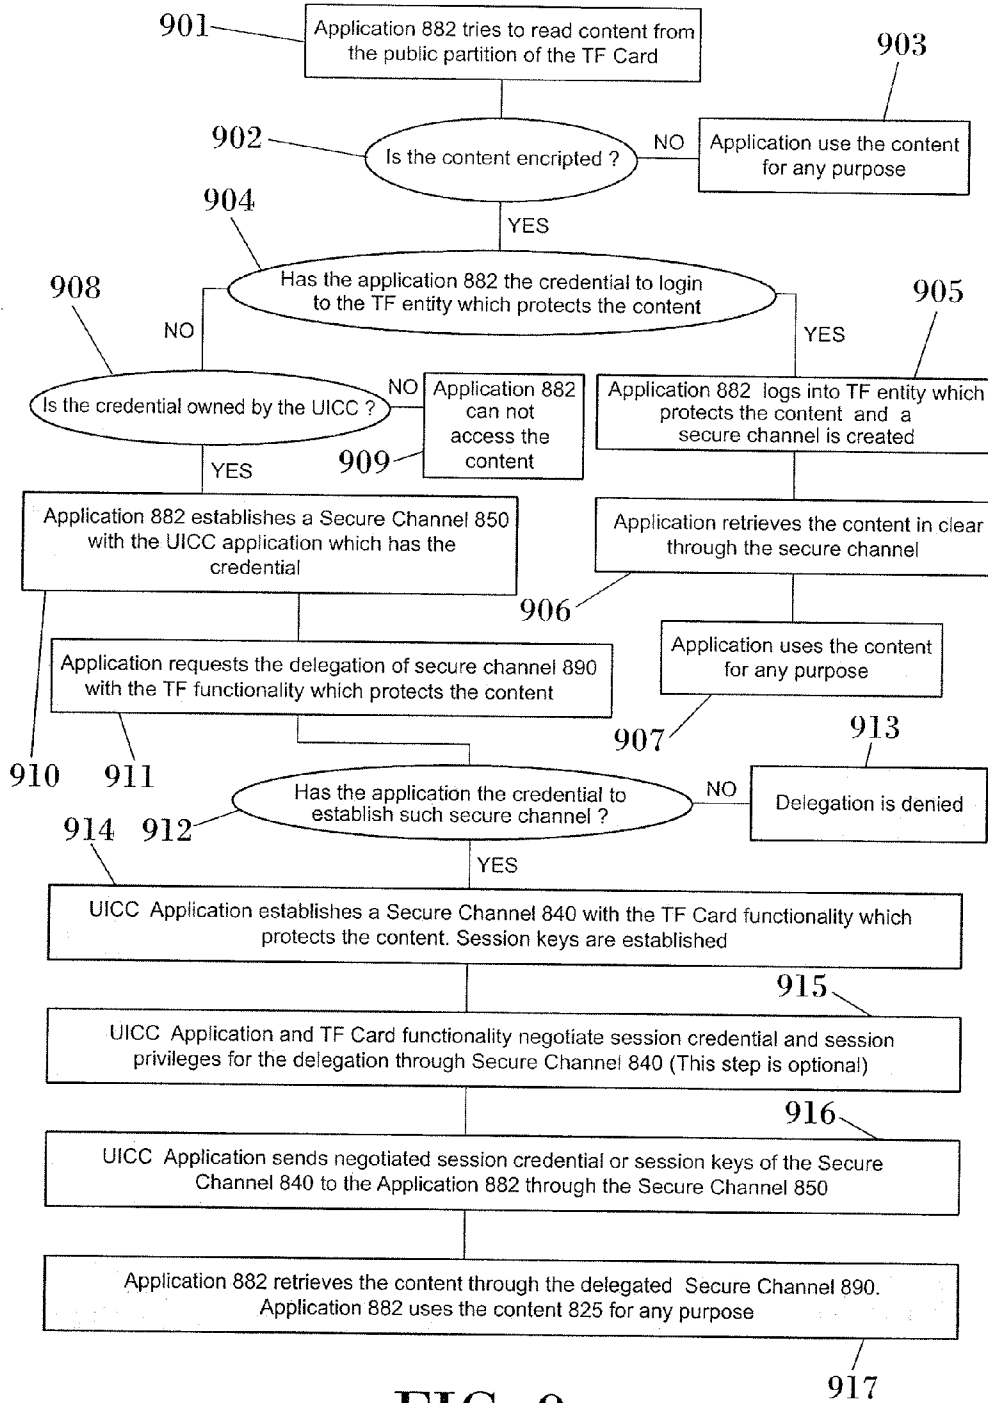 901
Application 882 tries to read content from
the public partition of the TF Card
903
902
Is the content encripted ?
NO
Application use the content
for any purpose
904
YES
Has the application 882 the credential to login
to the TF entity which protects the content
908
905
NO
YES
Is the credential owned by the UICC ?
NO
Application 882
can not
access the
content
909
Application 882 logs into TF entity which
protects the content and a
secure channel is created
YES
Application 882 establishes a Secure Channel 850
with the UICC application which has the
credential
Application retrieves the content in clear
through the secure channel
906
Application requests the delegation of secure channel 890
with the TF functionality which protects the content
Application uses the content
for any purpose
907
910
911
913
Has the application the credential to
establish such secure channel ?
NO
Delegation is denied
914
912
YES
UICC Application establishes a Secure Channel 840 with the TF Card functionality which
protects the content. Session keys are established
915
UICC Application and TF Card functionality negotiate session credential and session
privileges for the delegation through Secure Channel 840 (This step is optional)
916
UICC Application sends negotiated session credential or session keys of the Secure
Channel 840 to the Application 882 through the Secure Channel 850
Application 882 retrieves the content through the delegated Secure Channel 890.
Application 882 uses the content 825 for any purpose
917